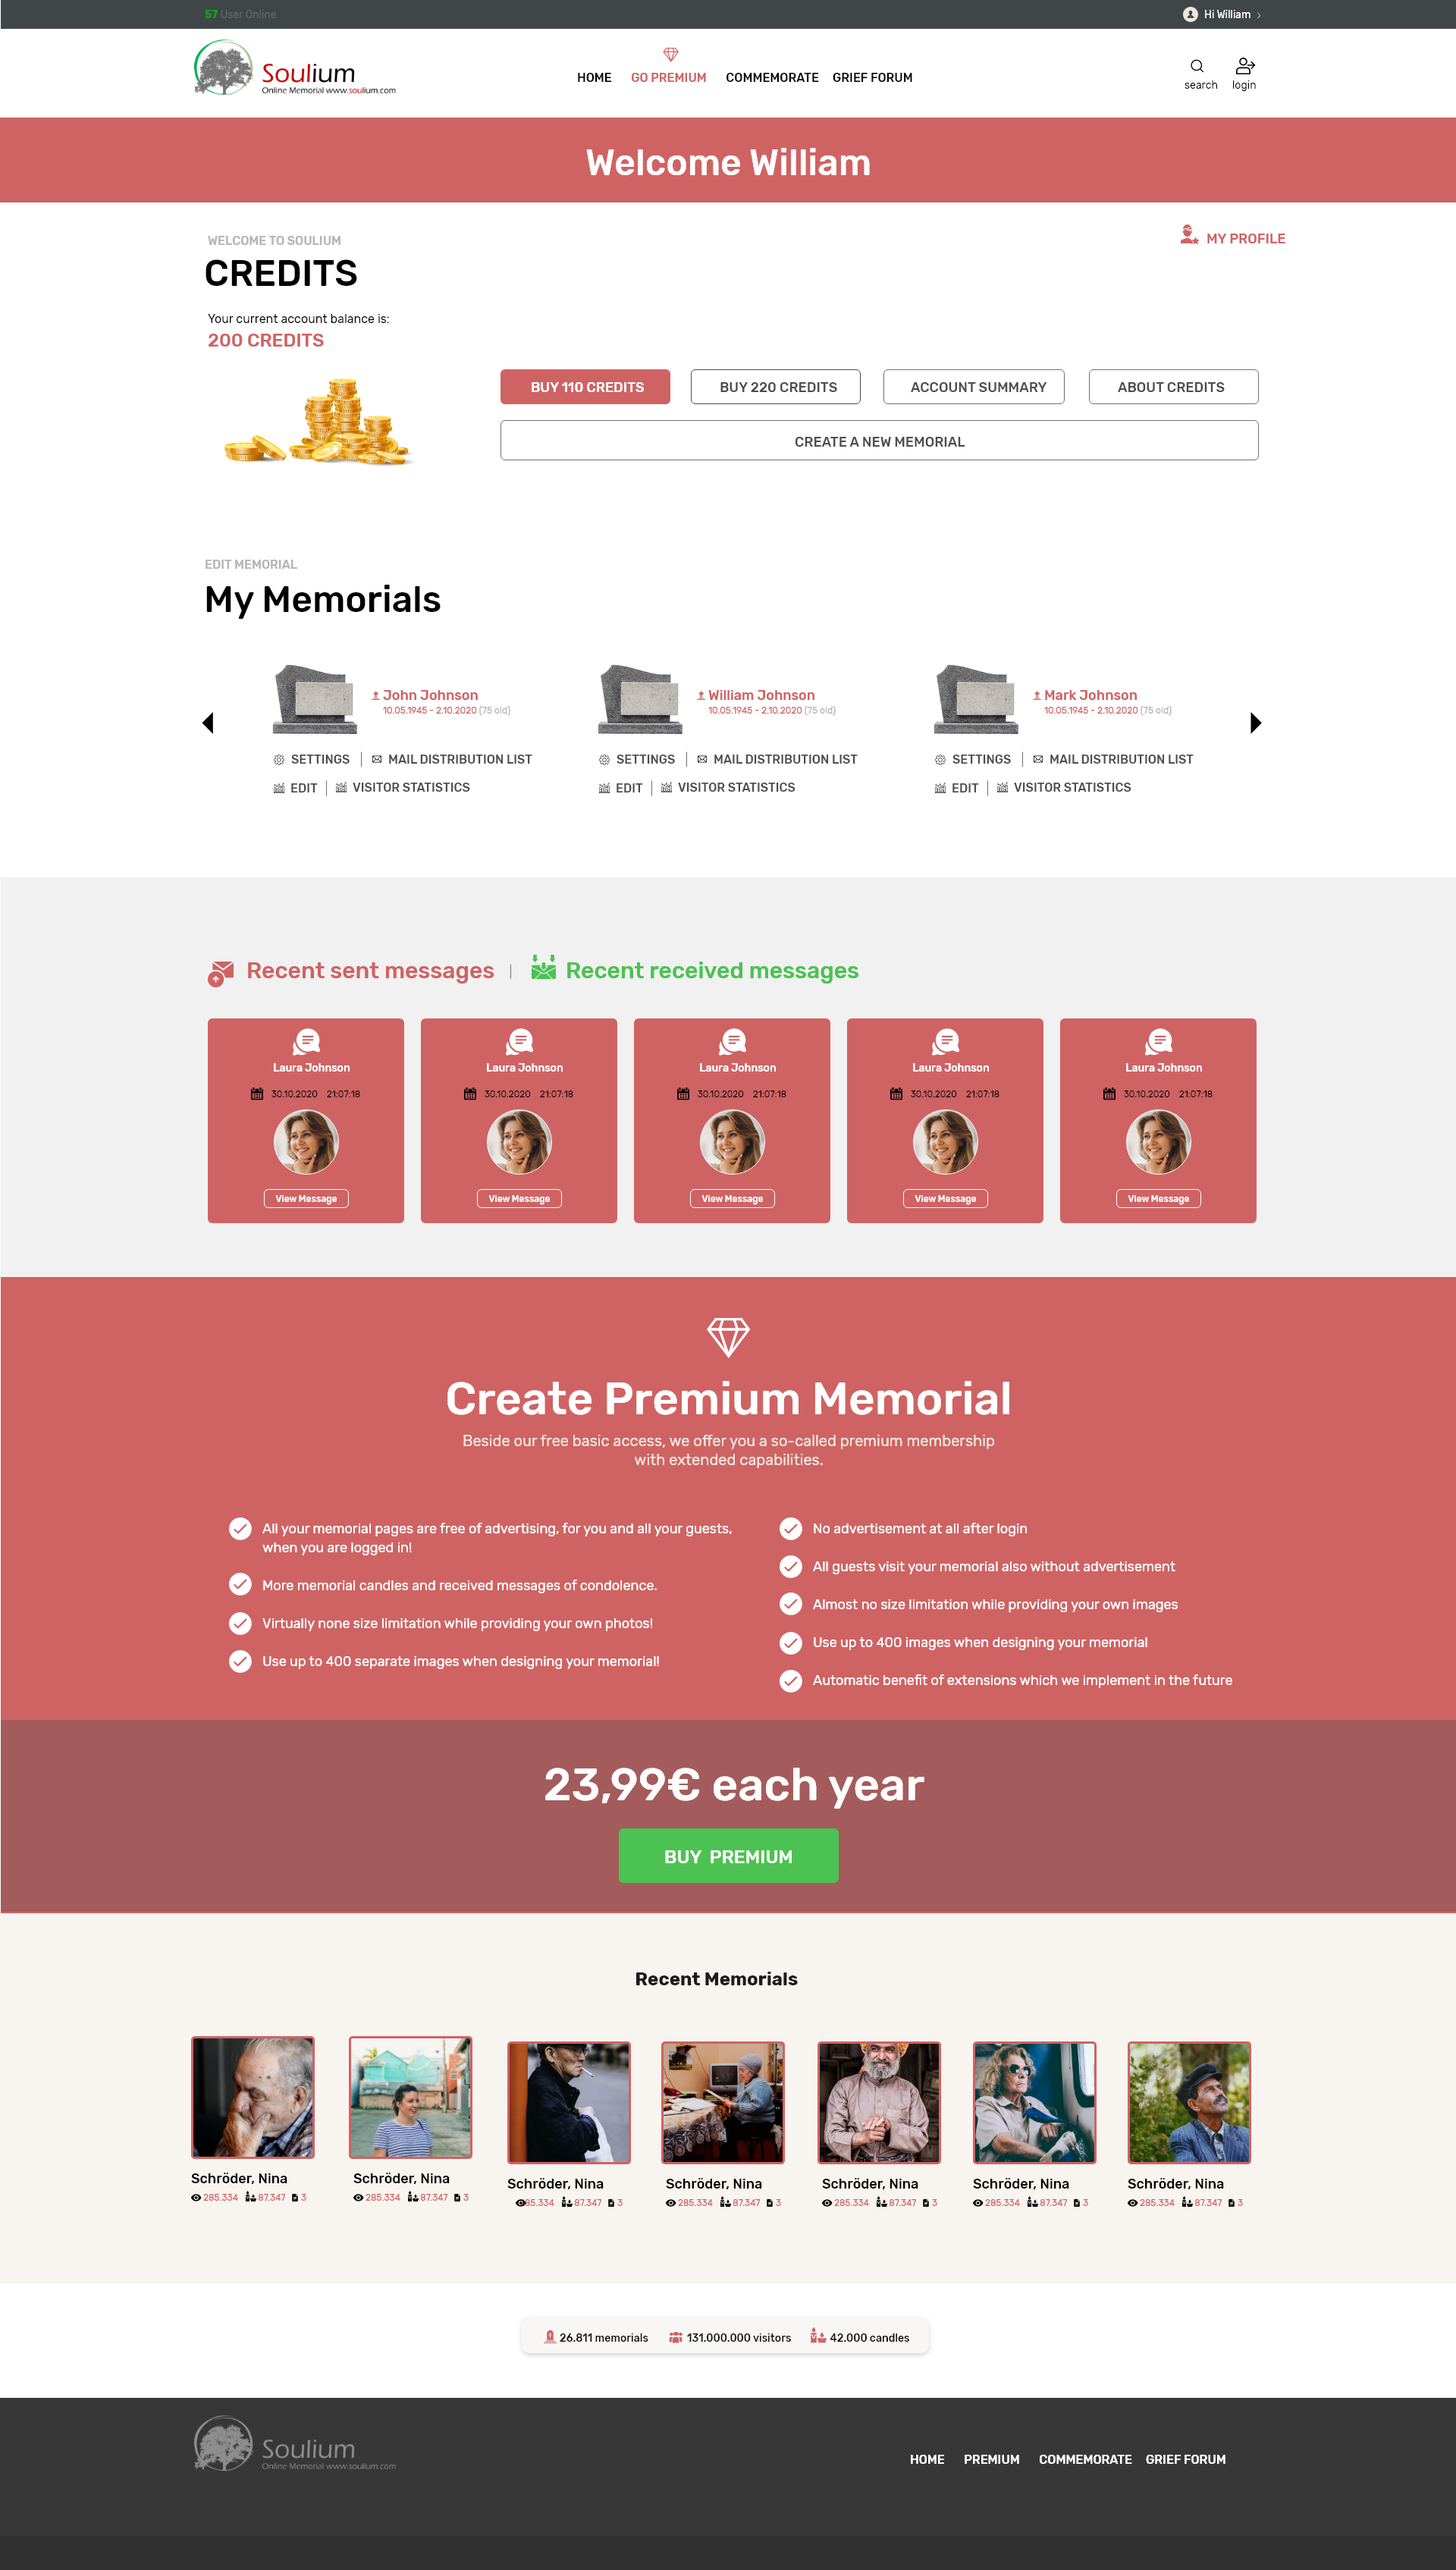 57 User Online
Hi William
Soulium
Online Memorial www.soulium.com
HOME GO PREMIUM COMMEMORATE GRIEF FORUM
search login
Welcome William
WELCOME TO SOULIUM
MY PROFILE
CREDITS
Your current account balance is:
200 CREDITS
BUY 110 CREDITS BUY 220 CREDITS ACCOUNT SUMMARY ABOUT CREDITS
CREATE A NEW MEMORIAL
EDIT MEMORIAL
My Memorials
John Johnson
10.05.1945 - 2.10.2020 (75 old)
SETTINGS MAIL DISTRIBUTION LIST
EDIT VISITOR STATISTICS
William Johnson
10.05.1945 - 2.10.2020 (75 old)
SETTINGS MAIL DISTRIBUTION LIST
EDIT VISITOR STATISTICS
Mark Johnson
10.05.1945 - 2.10.2020 (75 old)
SETTINGS MAIL DISTRIBUTION LIST
EDIT VISITOR STATISTICS
Recent sent messages Recent received messages
Laura Johnson
30.10.2020 21:07:18
View Message
Laura Johnson
30.10.2020 21:07:18
View Message
Laura Johnson
30.10.2020 21:07:18
View Message
Laura Johnson
30.10.2020 21:07:18
View Message
Laura Johnson
30.10.2020 21:07:18
View Message
Create Premium Memorial
Beside our free basic access, we offer you a so-called premium membership
with extended capabilities.
All your memorial pages are free of advertising, for you and all your guests,
when you are logged in!
More memorial candles and received messages of condolence.
Virtually none size limitation while providing your own photos!
Use up to 400 separate images when designing your memorial!
No advertisement at all after login
All guests visit your memorial also without advertisement
Almost no size limitation while providing your own images
Use up to 400 images when designing your memorial
Automatic benefit of extensions which we implement in the future
23,99€ each year
BUY PREMIUM
Recent Memorials
Schröder, Nina
285.334 87.347 3
Schröder, Nina
285.334 87.347 3
Schröder, Nina
85.334 87.347 3
Schröder, Nina
285.334 87.347 3
Schröder, Nina
285.334 87.347 3
Schröder, Nina
285.334 87.347 3
Schröder, Nina
285.334 87.347 3
26.811 memorials 131.000.000 visitors 42.000 candles
Soulium
Online Memorial www.soulium.com
HOME PREMIUM COMMEMORATE GRIEF FORUM